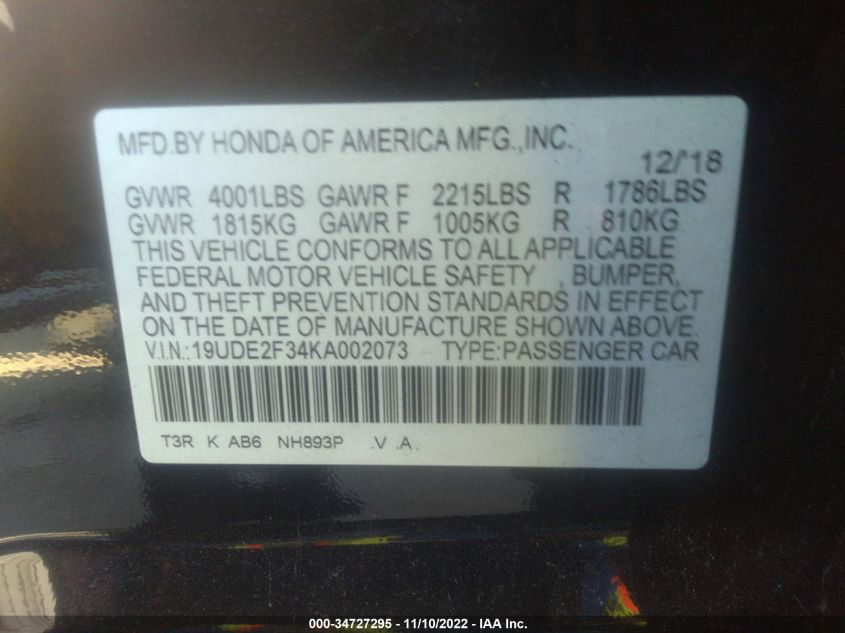 MFD.BY HONDA OF AMERICA MFG.,INC.
12/'18
GVWR 4001LBS GAWR F 2215LBS R 1786LBS
GVWR 1815KG GAWR F 1005KG R 810KG
THIS VEHICLE CONFORMS TO ALL APPLICABLE
FEDERAL MOTOR VEHICLE SAFETY , BUMPER,
AND THEFT PREVENTION STANDARDS IN EFFECT
ON THE DATE OF MANUFACTURE SHOWN ABOVE.
V.I.N.:19UDE2F34KA002073 TYPE:PASSENGER CAR
T3R K AB6 NH893P .V .A.
000-34727295 - 11/10/2022 - IAA Inc.